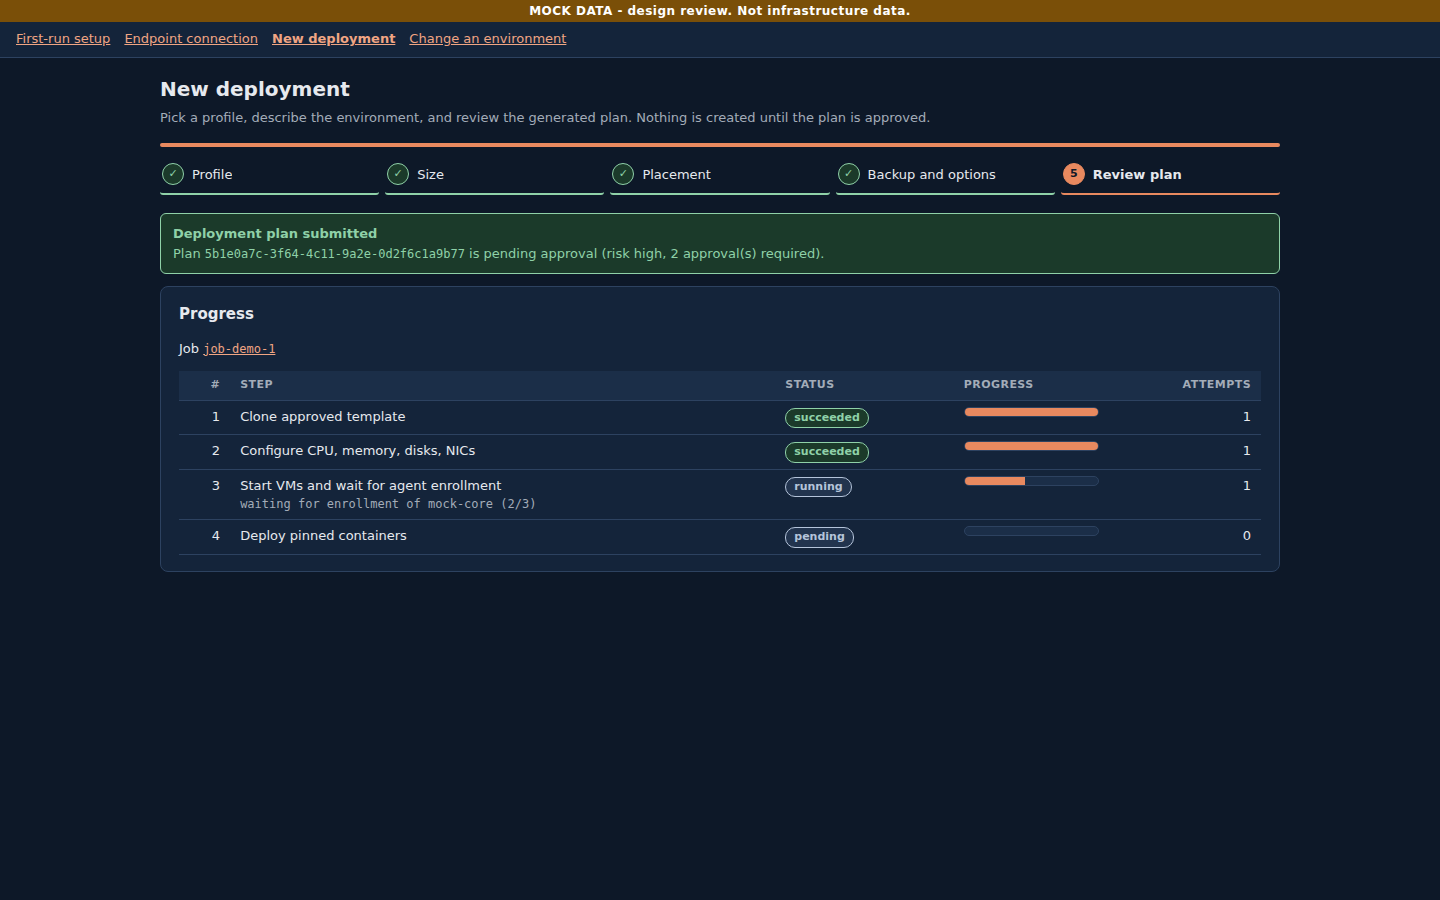 MOCK DATA - design review. Not infrastructure data.
First-run setup Endpoint connection New deployment Change an environment
New deployment
Pick a profile, describe the environment, and review the generated plan. Nothing is created until the plan is approved.
✓ Profile ✓ Size ✓ Placement ✓ Backup and options 5 Review plan
Deployment plan submitted
Plan 5b1e0a7c-3f64-4c11-9a2e-0d2f6c1a9b77 is pending approval (risk high, 2 approval(s) required).
Progress
Job job-demo-1
# STEP STATUS PROGRESS ATTEMPTS
1 Clone approved template succeeded 1
2 Configure CPU, memory, disks, NICs succeeded 1
3 Start VMs and wait for agent enrollment running 1
waiting for enrollment of mock-core (2/3)
4 Deploy pinned containers pending 0